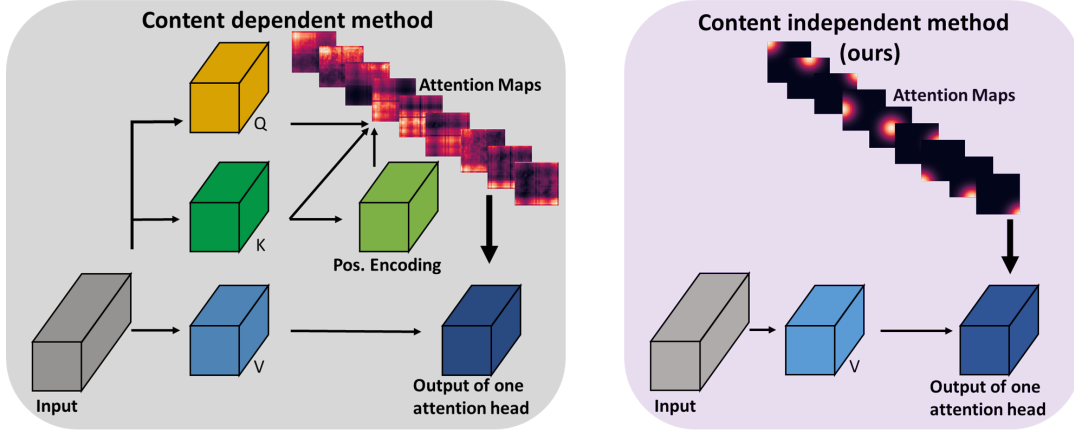 Content dependent method
Q
Attention Maps
K
Pos. Encoding
V
Input
Output of one
attention head
Content independent method
(ours)
Attention Maps
V
Input
Output of one
attention head